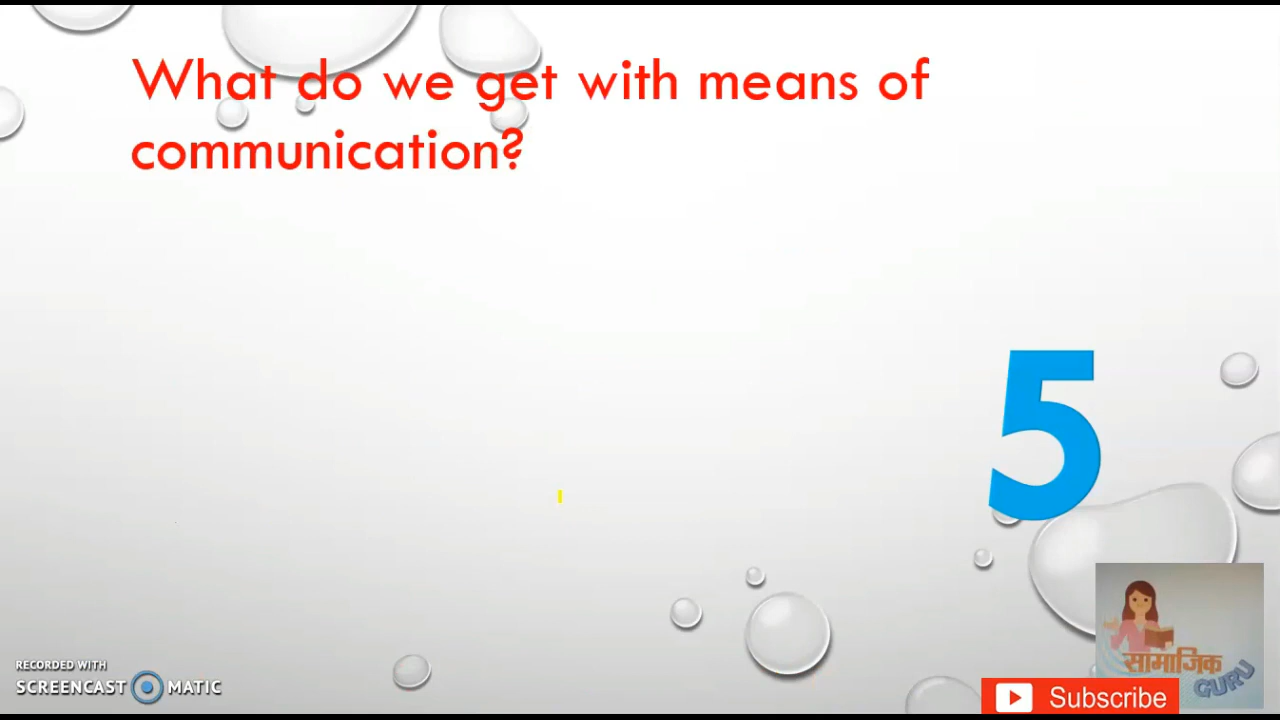 What do we get with means of
communication?
5
सामाजिक
GURU
RECORDED WITH
SCREENCAST MATIC
Subscribe